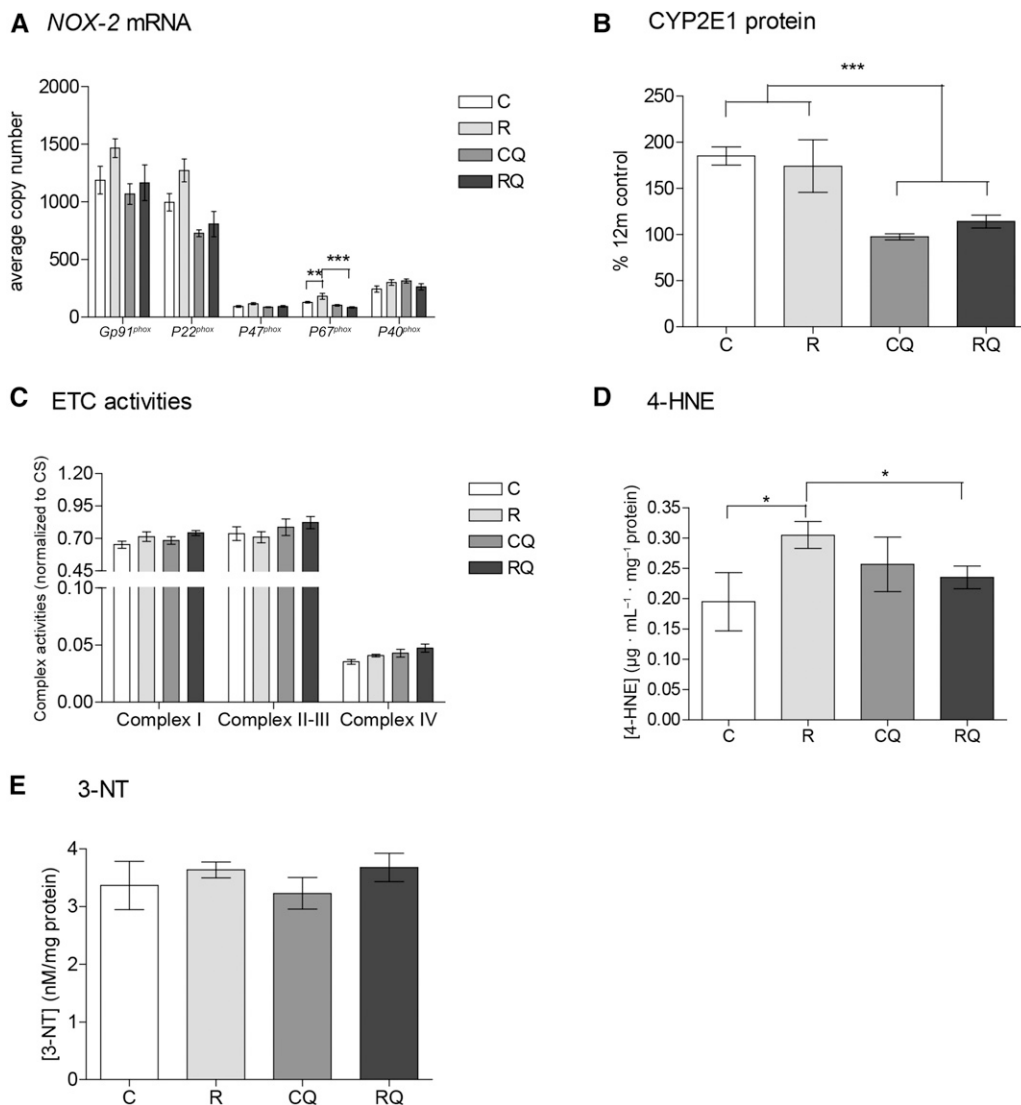 A NOX-2 mRNA
average copy number
2000
1500
1000
500
0
Gp91phox P22phox P47phox P67phox P40phox
** ***
C
R
CQ
RQ
B CYP2E1 protein
***
% 12m control
250
200
150
100
50
0
C R CQ RQ
C ETC activities
Complex activities (normalized to CS)
1.20
0.95
0.70
0.45
0.10
0.05
0.00
Complex I Complex II-III Complex IV
C
R
CQ
RQ
D 4-HNE
* *
[4-HNE] (µg · mL⁻¹ · mg⁻¹ protein)
0.35
0.30
0.25
0.20
0.15
0.00
C R CQ RQ
E 3-NT
[3-NT] (nM/mg protein)
4
3
2
1
0
C R CQ RQ